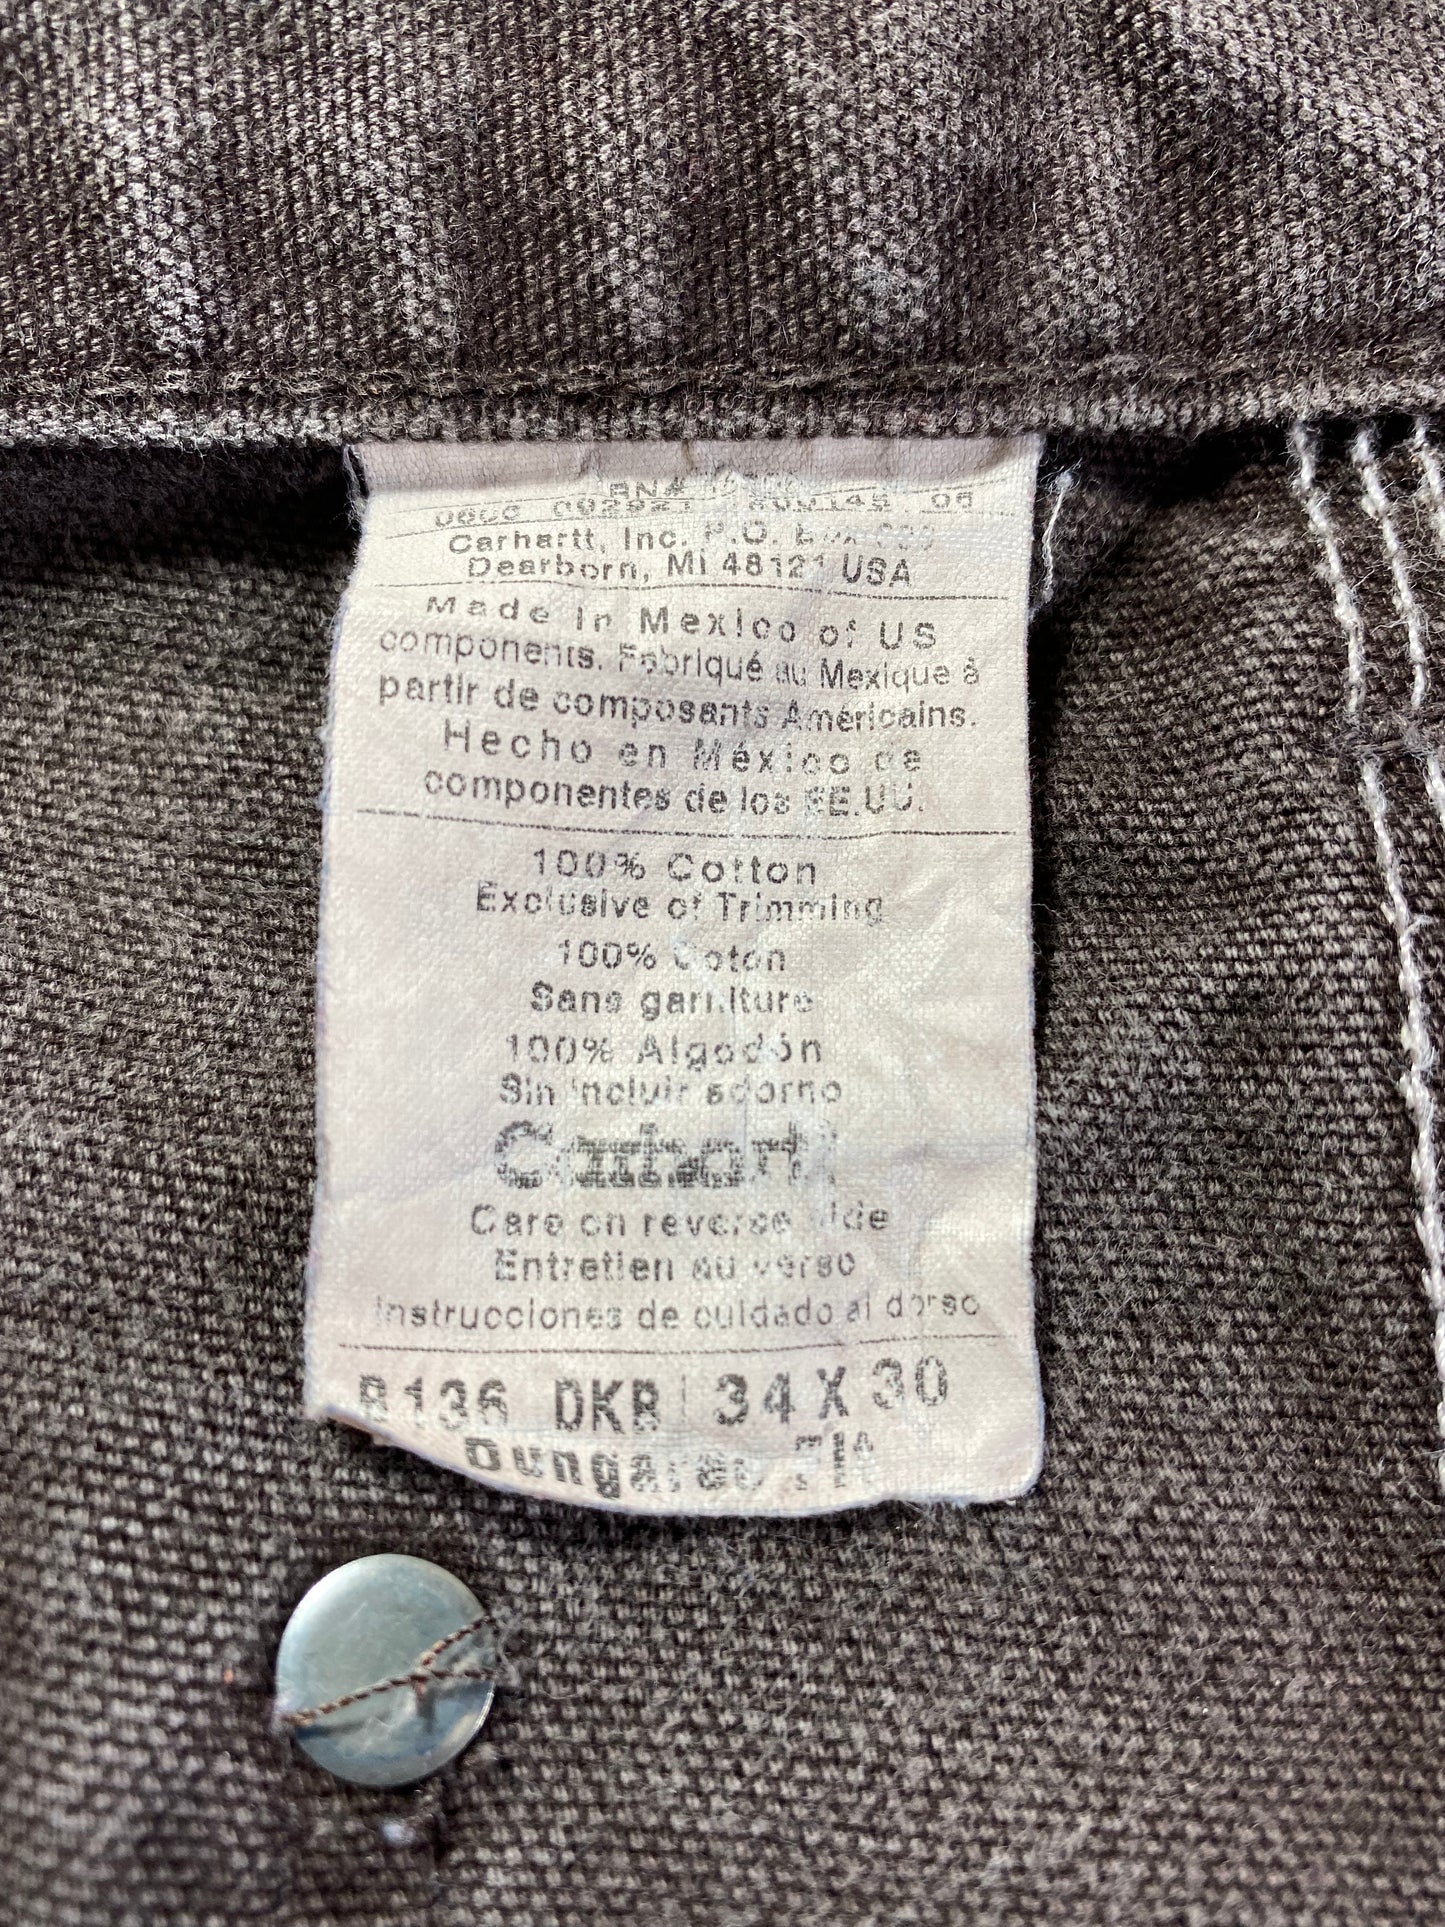 RN#
Carhartt, Inc. P.O. Box
Dearborn, MI 48121 USA
Made in Mexico of US
components. Fabriqué au Mexique à
partir de composants Américains.
Hecho en México de
componentes de los EE.UU.
100% Cotton
Exclusive of Trimming
100% Coton
Sans garniture
100% Algodón
Sin incluir adorno
Carhartt
Care on reverse side
Entretien au verso
Instrucciones de cuidado al dorso
B136 DKB 34 X 30
Dungaree Fit